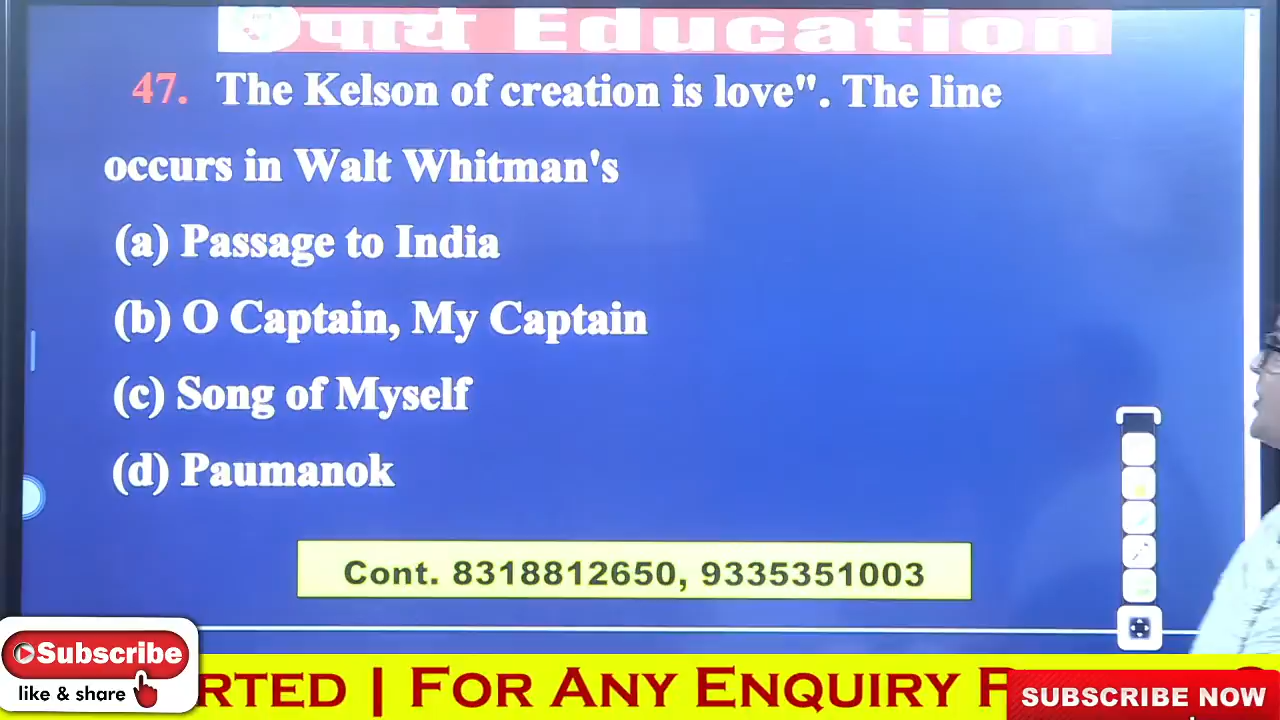 पाय Education
47. The Kelson of creation is love". The line
occurs in Walt Whitman's
(a) Passage to India
(b) O Captain, My Captain
(c) Song of Myself
(d) Paumanok
Cont. 8318812650, 9335351003
Subscribe
like & share
RTED | FOR ANY ENQUIRY
SUBSCRIBE NOW